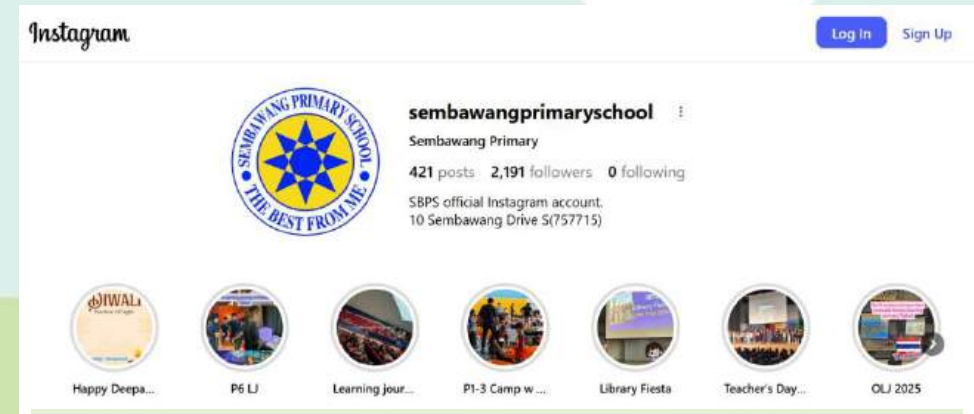 Instagram
Log In
Sign Up
SEMBAWANG PRIMARY SCHOOL
THE BEST FROM ME
sembawangprimaryschool
Sembawang Primary
421 posts 2,191 followers 0 following
SBPS official Instagram account.
10 Sembawang Drive S(757715)
DIWALI
Library Fiesta
Happy Deepa...
P6 LJ
Learning jour...
P1-3 Camp w ...
Library Fiesta
Teacher's Day...
OLJ 2025